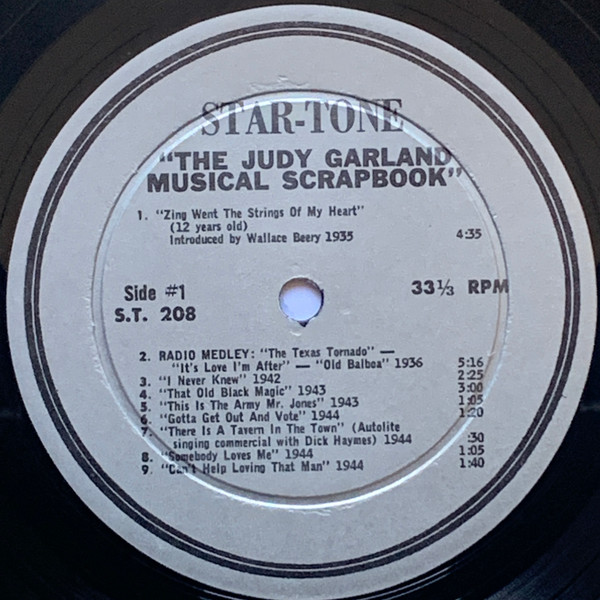 STAR-TONE
"THE JUDY GARLAND
MUSICAL SCRAPBOOK"
1. "Zing Went The Strings Of My Heart"
(12 years old)
Introduced by Wallace Beery 1935 4:35
Side #1 33⅓ RPM
S.T. 208
2. RADIO MEDLEY: "The Texas Tornado" —
"It's Love I'm After" — "Old Balboa" 1936 5:16
3. "I Never Knew" 1942 2:25
4. "That Old Black Magic" 1943 3:00
5. "This Is The Army Mr. Jones" 1943 1:05
6. "Gotta Get Out And Vote" 1944 1:20
7. "There Is A Tavern In The Town" (Autolite
singing commercial with Dick Haymes) 1944 :30
8. "Somebody Loves Me" 1944 1:05
9. "Can't Help Loving That Man" 1944 1:40